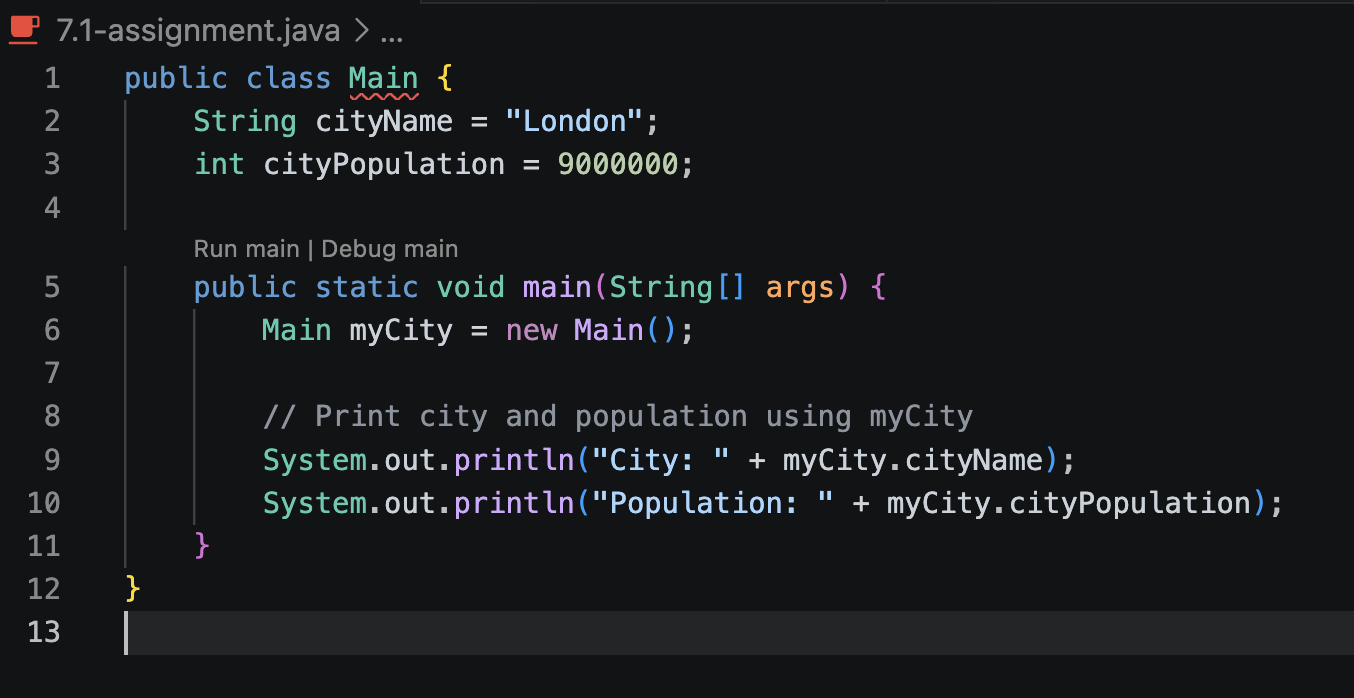 7.1-assignment.java > ...
1 public class Main {
2 String cityName = "London";
3 int cityPopulation = 9000000;
4
Run main | Debug main
5 public static void main(String[] args) {
6 Main myCity = new Main();
7
8 // Print city and population using myCity
9 System.out.println("City: " + myCity.cityName);
10 System.out.println("Population: " + myCity.cityPopulation);
11 }
12 }
13